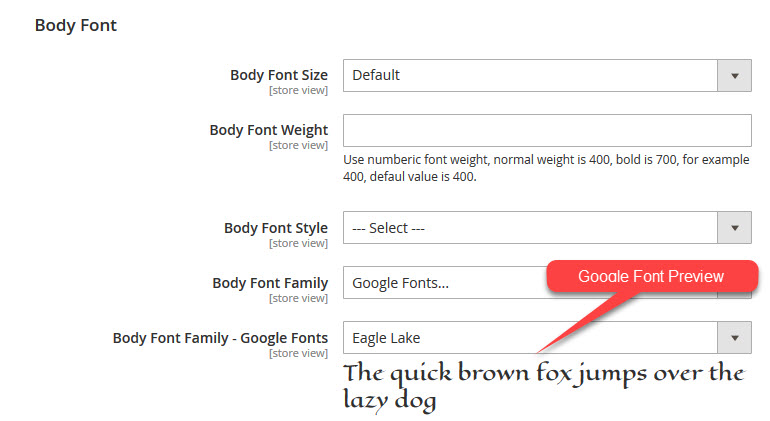 Body Font
Body Font Size
[store view]
Default
Body Font Weight
[store view]
Use numberic font weight, normal weight is 400, bold is 700, for example
400, defaul value is 400.
Body Font Style
[store view]
--- Select ---
Body Font Family
[store view]
Google Fonts...
Google Font Preview
Body Font Family - Google Fonts
[store view]
Eagle Lake
The quick brown fox jumps over the
lazy dog